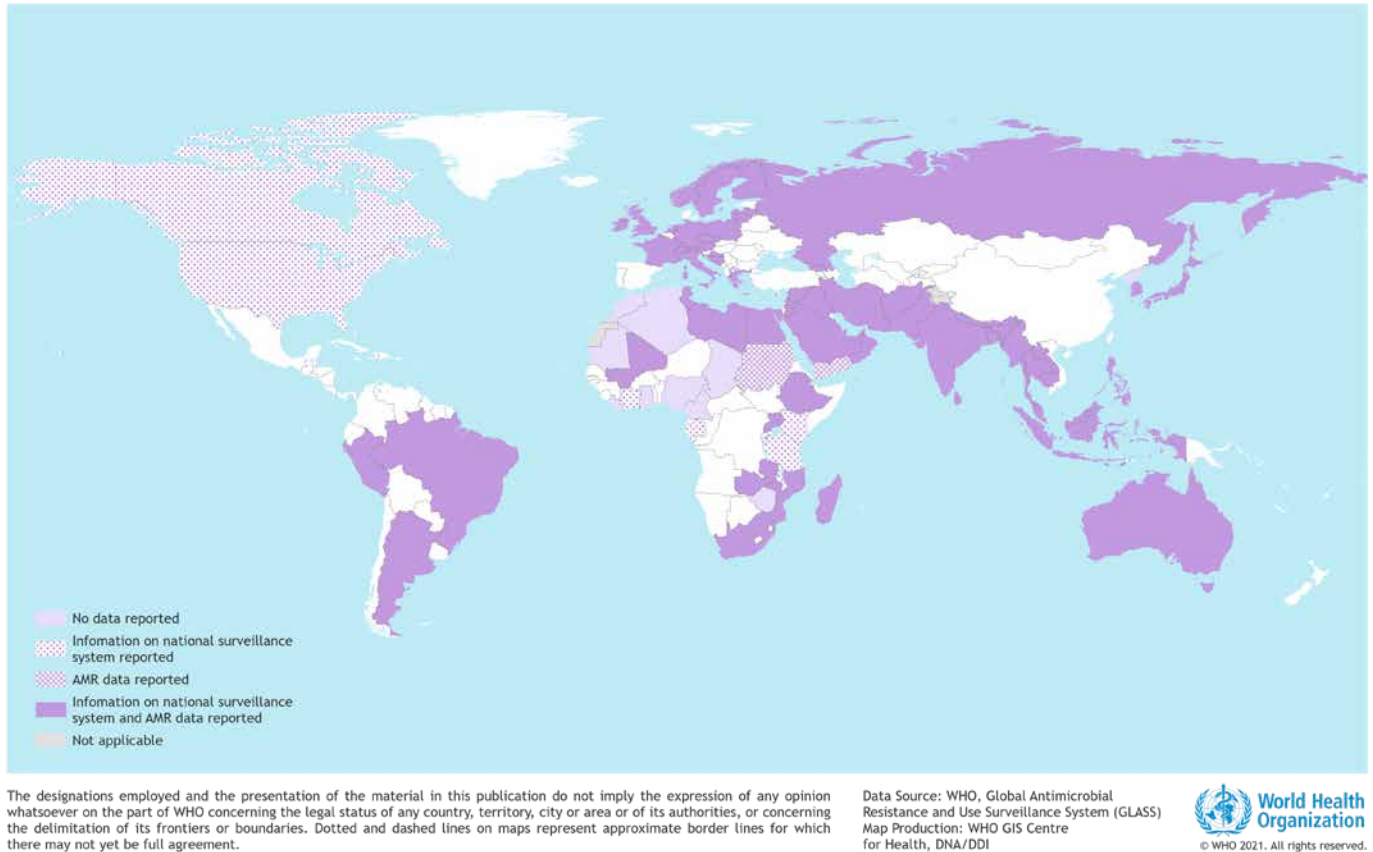 No data reported
Infomation on national surveillance
system reported
AMR data reported
Infomation on national surveillance
system and AMR data reported
Not applicable
The designations employed and the presentation of the material in this publication do not imply the expression of any opinion
whatsoever on the part of WHO concerning the legal status of any country, territory, city or area or of its authorities, or concerning
the delimitation of its frontiers or boundaries. Dotted and dashed lines on maps represent approximate border lines for which
there may not yet be full agreement.
Data Source: WHO, Global Antimicrobial
Resistance and Use Surveillance System (GLASS)
Map Production: WHO GIS Centre
for Health, DNA/DDI
World Health
Organization
© WHO 2021. All rights reserved.